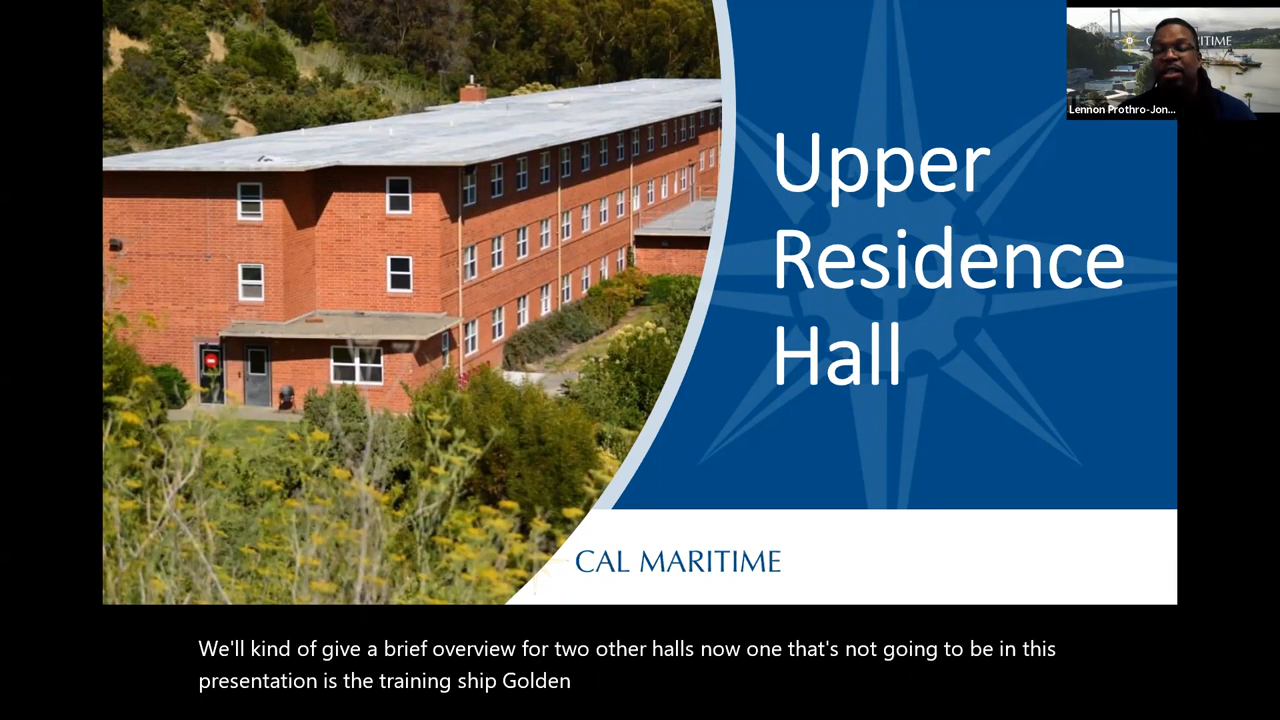 C
ITIME
Lennon Prothro-Jon...
Upper
Residence
Hall
CAL MARITIME
We'll kind of give a brief overview for two other halls now one that's not going to be in this
presentation is the training ship Golden